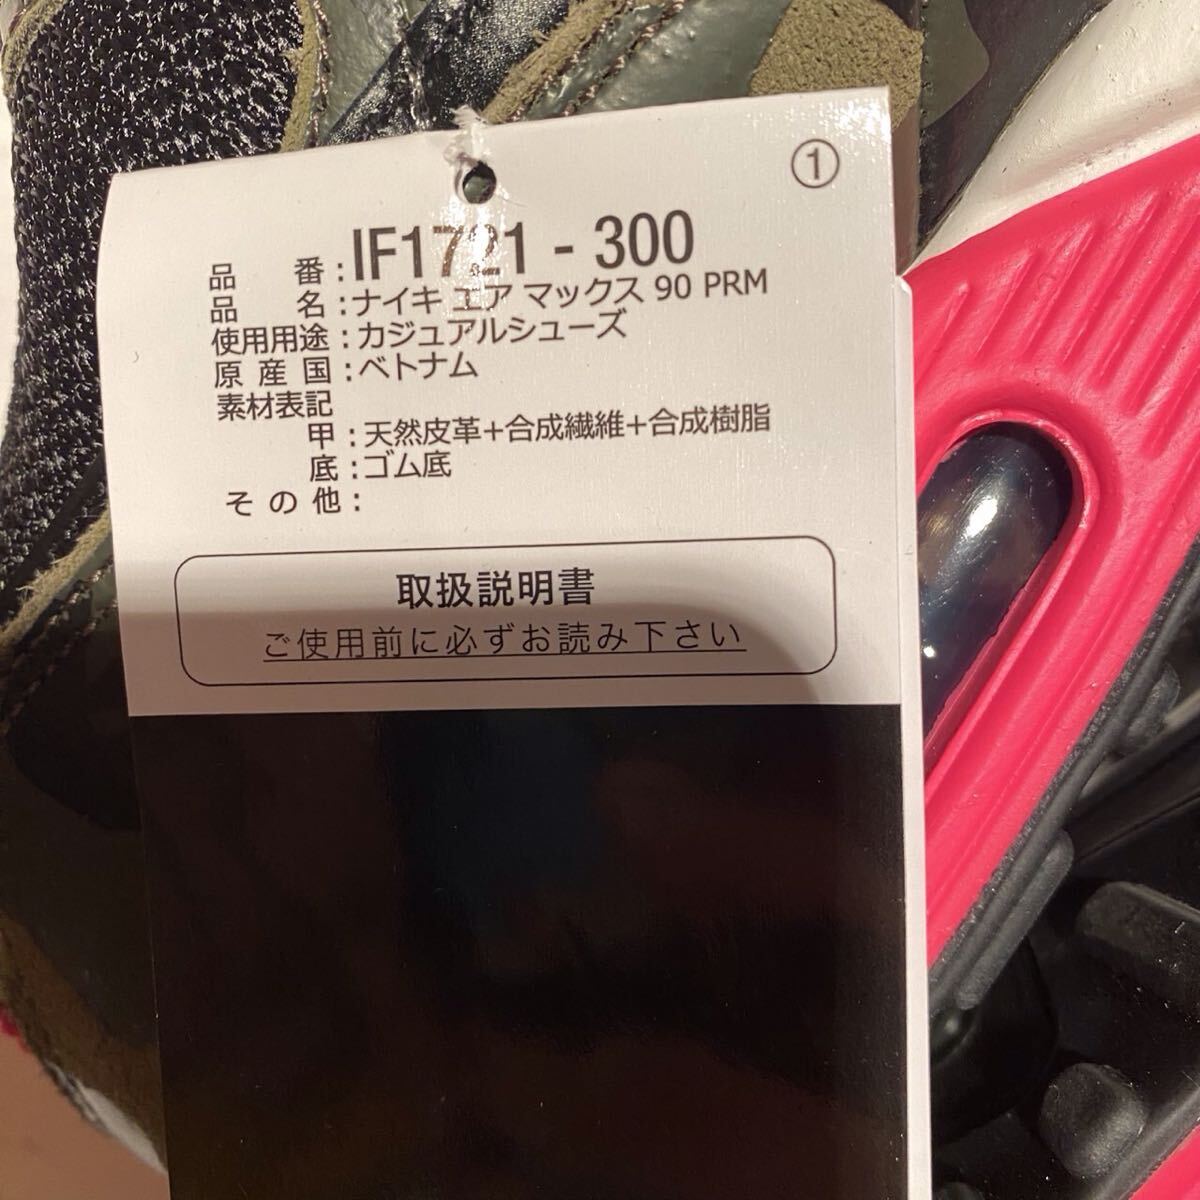 ①
品番:IF1721-300
品名:ナイキ エア マックス 90 PRM
使用用途:カジュアルシューズ
原産国:ベトナム
素材表記
甲:天然皮革+合成繊維+合成樹脂
底:ゴム底
その他:
取扱説明書
ご使用前に必ずお読み下さい